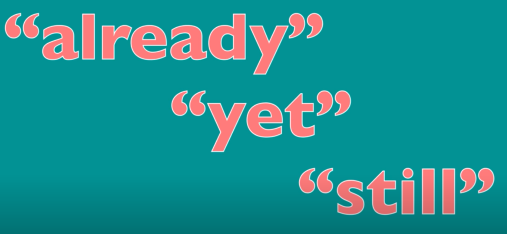 “already”
“yet”
“still”